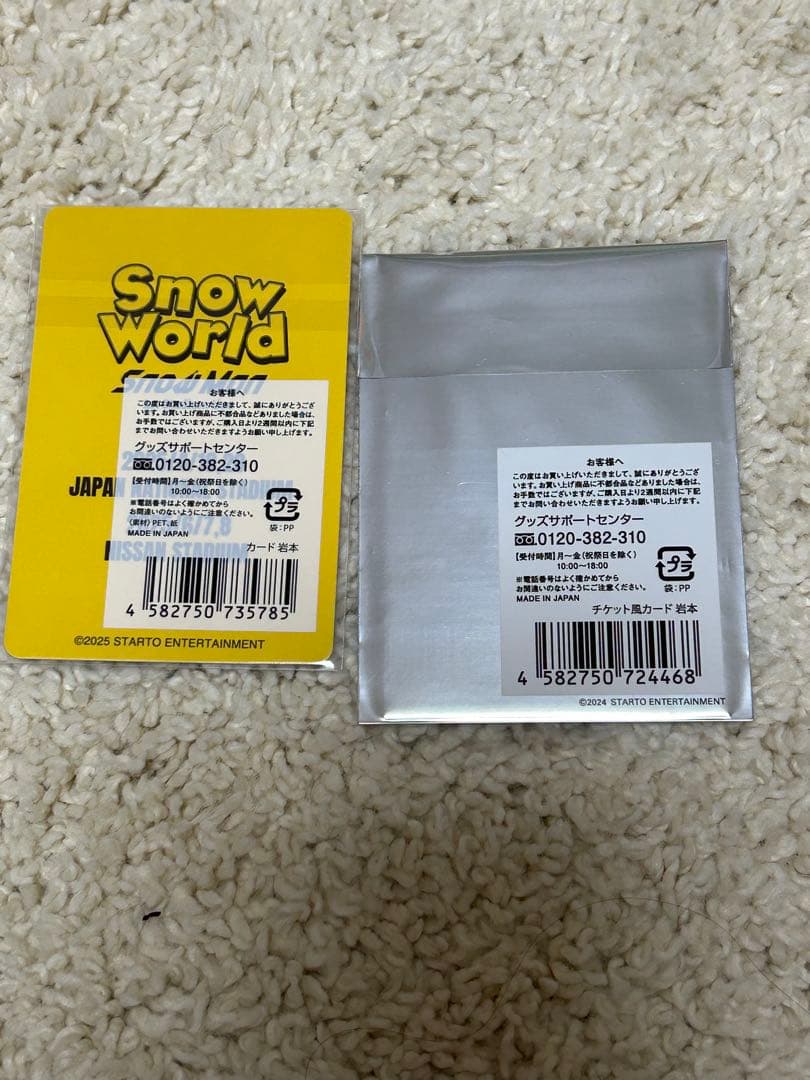 Snow
World
Snow Man
お客様へ
この度はお買い上げいただきまして、誠にありがとうござ
います。お買い上げ商品に不都合品などありました場合は、
お手数ではございますが、ご購入日より2週間以内に下記
までお問い合わせいただきますようお願い申し上げます。
グッズサポートセンター
0120-382-310
【受付時間】月～金(祝祭日を除く)
10:00～18:00
※電話番号はよく確かめてから
お間違いのないようにご注意ください。
〈素材〉PET、紙
MADE IN JAPAN
プラ
袋:PP
カード 岩本
4 582750 735785
JAPAN NATIONAL STADIUM
NISSAN STADIUM
©2025 STARTO ENTERTAINMENT
お客様へ
この度はお買い上げいただきまして、誠にありがとうござ
います。お買い上げ商品に不都合品などありました場合は、
お手数ではございますが、ご購入日より2週間以内に下記
までお問い合わせいただきますようお願い申し上げます。
グッズサポートセンター
0120-382-310
【受付時間】月～金(祝祭日を除く)
10:00～18:00
※電話番号はよく確かめてから
お間違いのないようにご注意ください。
MADE IN JAPAN
プラ
袋:PP
チケット風カード 岩本
4 582750 724468
©2024 STARTO ENTERTAINMENT